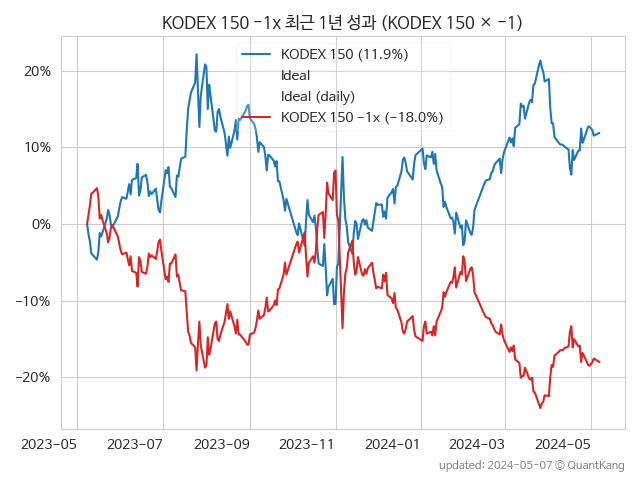 KODEX 150 −1x 최근 1년 성과 (KODEX 150 × −1)
KODEX 150 (11.9%)
Ideal
Ideal (daily)
KODEX 150 −1x (−18.0%)
20%
10%
0%
−10%
−20%
2023−05 2023−07 2023−09 2023−11 2024−01 2024−03 2024−05
updated: 2024−05−07 © QuantKang